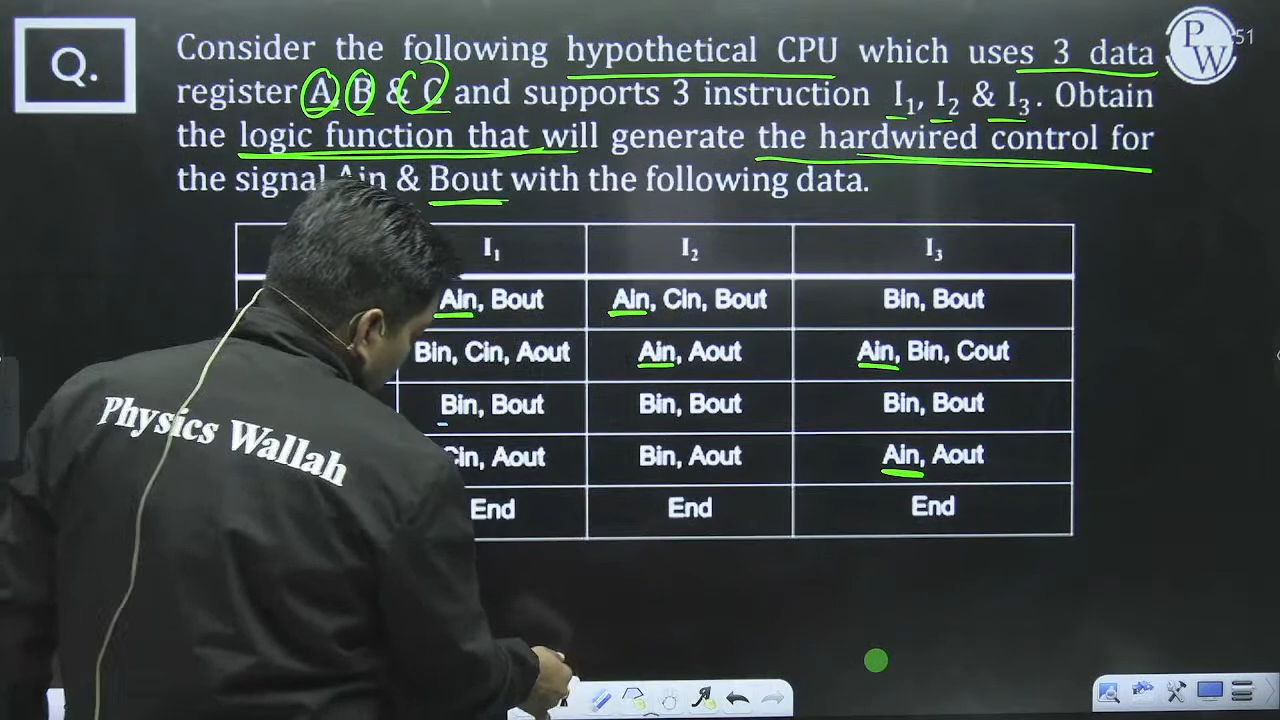 Q.
Consider the following hypothetical CPU which uses 3 data
register A, B & C and supports 3 instruction I₁, I₂ & I₃. Obtain
the logic function that will generate the hardwired control for
the signal Ain & Bout with the following data.
PW
51
I₁ I₂ I₃
Ain, Bout Ain, Cin, Bout Bin, Bout
Bin, Cin, Aout Ain, Aout Ain, Bin, Cout
Bin, Bout Bin, Bout Bin, Bout
Cin, Aout Bin, Aout Ain, Aout
End End End
Physics Wallah